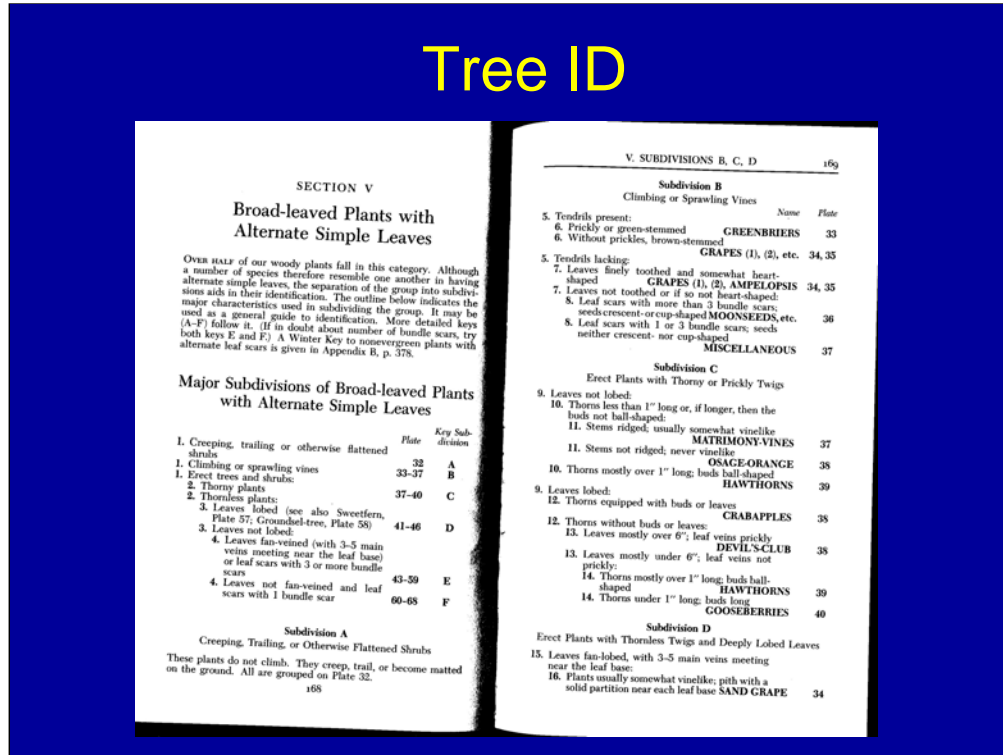 Tree ID
SECTION V
Broad-leaved Plants with
Alternate Simple Leaves
OVER HALF of our woody plants fall in this category. Although
a number of species therefore resemble one another in having
alternate simple leaves, the separation of the group into subdivi-
sions aids in their identification. The outline below indicates the
major characteristics used in subdividing the group. It may be
used as a general guide to identification. More detailed keys
(A–F) follow it. (If in doubt about number of bundle scars, try
both keys E and F.) A Winter Key to nonevergreen plants with
alternate leaf scars is given in Appendix B, p. 378.
Major Subdivisions of Broad-leaved Plants
with Alternate Simple Leaves
Plate Key Sub-
division
1. Creeping, trailing or otherwise flattened
shrubs 32 A
1. Climbing or sprawling vines 33–37 B
1. Erect trees and shrubs:
2. Thorny plants 37–40 C
2. Thornless plants:
3. Leaves lobed (see also Sweetfern,
Plate 57; Groundsel-tree, Plate 58) 41–46 D
3. Leaves not lobed:
4. Leaves fan-veined (with 3–5 main
veins meeting near the leaf base)
or leaf scars with 3 or more bundle
scars 43–59 E
4. Leaves not fan-veined and leaf
scars with 1 bundle scar 60–68 F
Subdivision A
Creeping, Trailing, or Otherwise Flattened Shrubs
These plants do not climb. They creep, trail, or become matted
on the ground. All are grouped on Plate 32.
168
V. SUBDIVISIONS B, C, D 169
Subdivision B
Climbing or Sprawling Vines
Name Plate
5. Tendrils present:
6. Prickly or green-stemmed GREENBRIERS 33
6. Without prickles, brown-stemmed
GRAPES (1), (2), etc. 34, 35
5. Tendrils lacking:
7. Leaves finely toothed and somewhat heart-
shaped GRAPES (1), (2), AMPELOPSIS 34, 35
7. Leaves not toothed or if so not heart-shaped:
8. Leaf scars with more than 3 bundle scars;
seeds crescent- or cup-shaped MOONSEEDS, etc. 36
8. Leaf scars with 1 or 3 bundle scars; seeds
neither crescent- nor cup-shaped
MISCELLANEOUS 37
Subdivision C
Erect Plants with Thorny or Prickly Twigs
9. Leaves not lobed:
10. Thorns less than 1″ long or, if longer, then the
buds not ball-shaped:
11. Stems ridged; usually somewhat vinelike
MATRIMONY-VINES 37
11. Stems not ridged; never vinelike
OSAGE-ORANGE 38
10. Thorns mostly over 1″ long; buds ball-shaped
HAWTHORNS 39
9. Leaves lobed:
12. Thorns equipped with buds or leaves
CRABAPPLES 38
12. Thorns without buds or leaves:
13. Leaves mostly over 6″; leaf veins prickly
DEVIL'S-CLUB 38
13. Leaves mostly under 6″; leaf veins not
prickly:
14. Thorns mostly over 1″ long; buds ball-
shaped HAWTHORNS 39
14. Thorns under 1″ long; buds long
GOOSEBERRIES 40
Subdivision D
Erect Plants with Thornless Twigs and Deeply Lobed Leaves
15. Leaves fan-lobed, with 3–5 main veins meeting
near the leaf base:
16. Plants usually somewhat vinelike; pith with a
solid partition near each leaf base SAND GRAPE 34